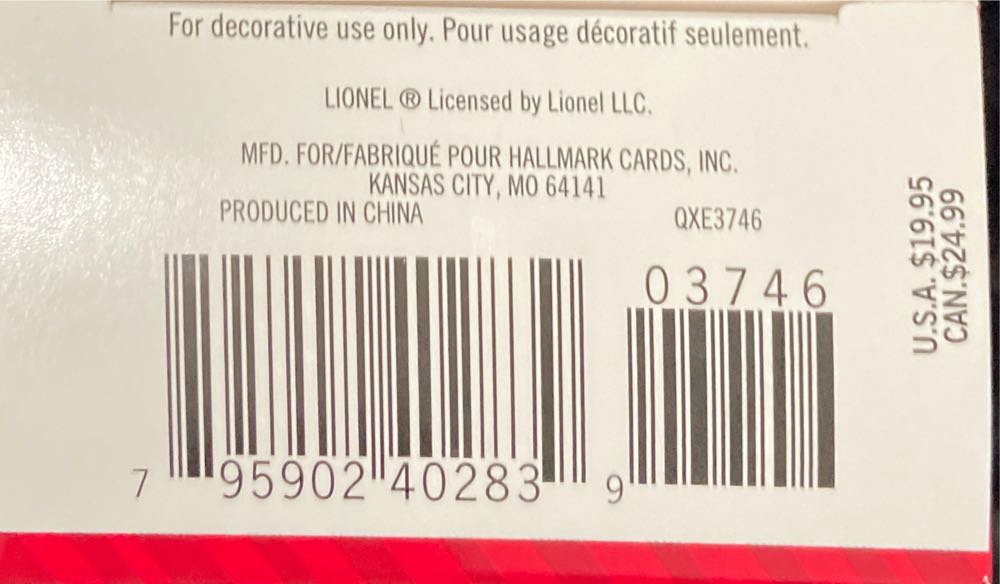 For decorative use only. Pour usage décoratif seulement.
LIONEL ® Licensed by Lionel LLC.
MFD. FOR/FABRIQUÉ POUR HALLMARK CARDS, INC.
KANSAS CITY, MO 64141
PRODUCED IN CHINA
QXE3746
03746
7 95902 40283 9
U.S.A. $19.95
CAN.$24.99